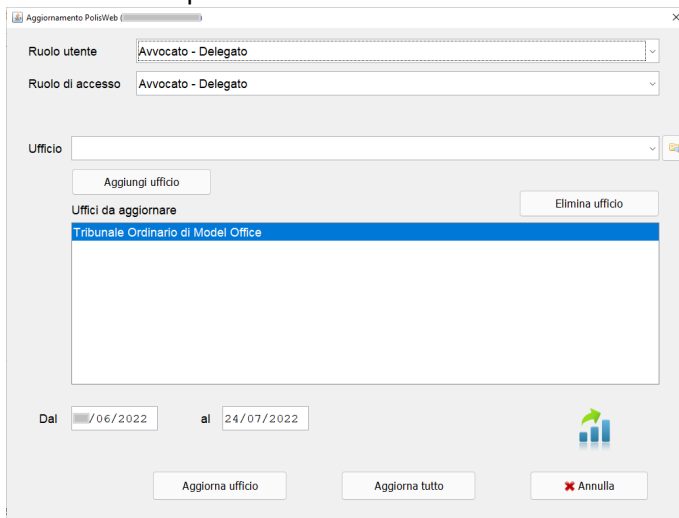 Aggiornamento PolisWeb (
Ruolo utente Avvocato - Delegato
Ruolo di accesso Avvocato - Delegato
Ufficio
Aggiungi ufficio
Elimina ufficio
Uffici da aggiornare
Tribunale Ordinario di Model Office
Dal /06/2022 al 24/07/2022
Aggiorna ufficio Aggiorna tutto Annulla